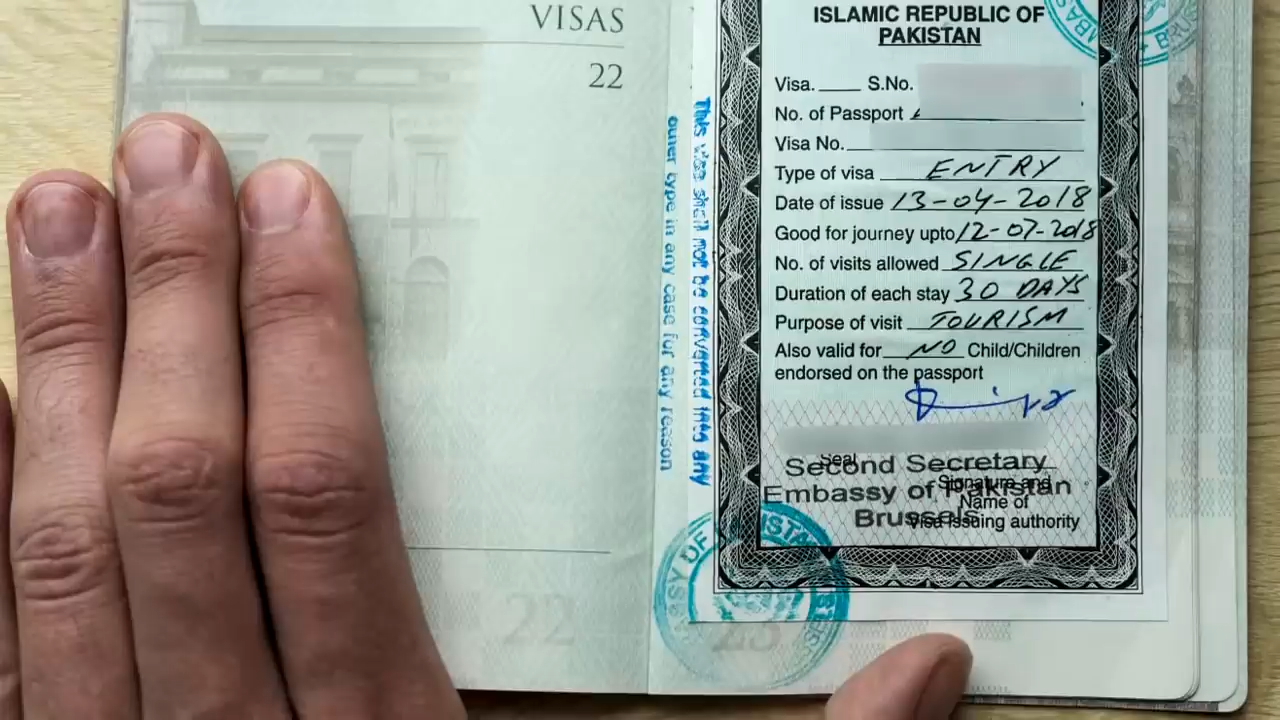 VISAS
22
ISLAMIC REPUBLIC OF
PAKISTAN
Visa. ____ S.No.
No. of Passport
Visa No.
Type of visa ENTRY
Date of issue 13-04-2018
Good for journey upto 12-07-2018
No. of visits allowed SINGLE
Duration of each stay 30 DAYS
Purpose of visit TOURISM
Also valid for NO Child/Children
endorsed on the passport
Seal
Second Secretary
Embassy of Pakistan
Brussels
Signature and
Name of
Visa Issuing authority
This visa shall not be converted into any
other type in any case for any reason
22
23